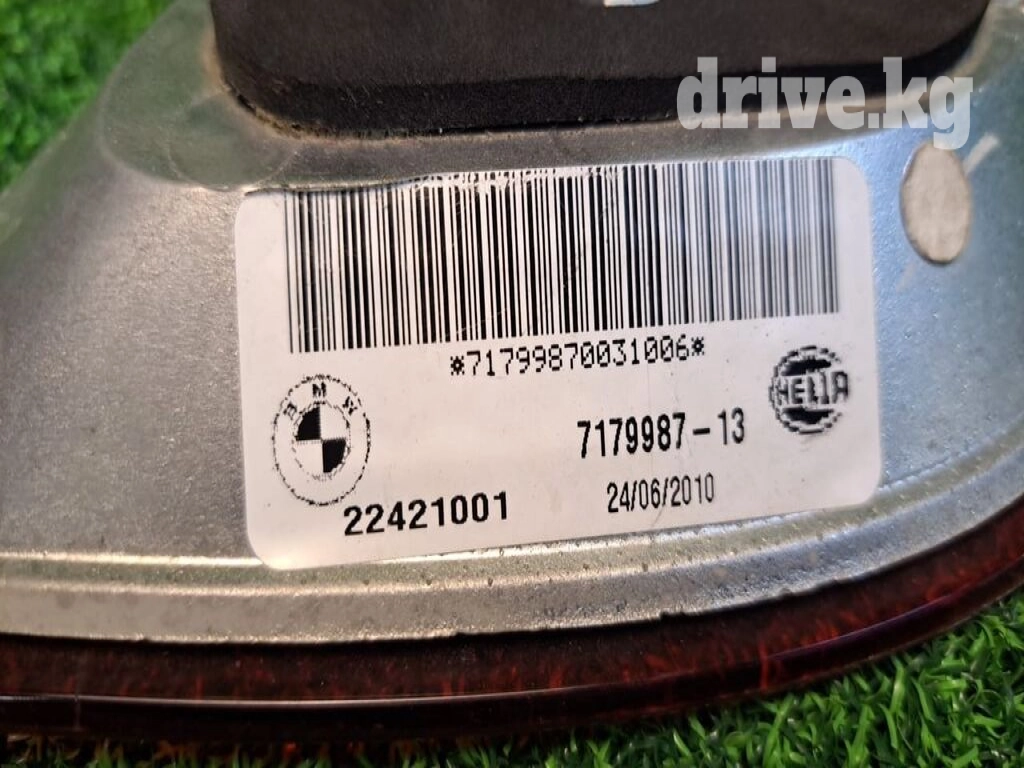 drive.kg
*71799870031006*
BMW
HELLA
7179987-13
22421001
24/06/2010